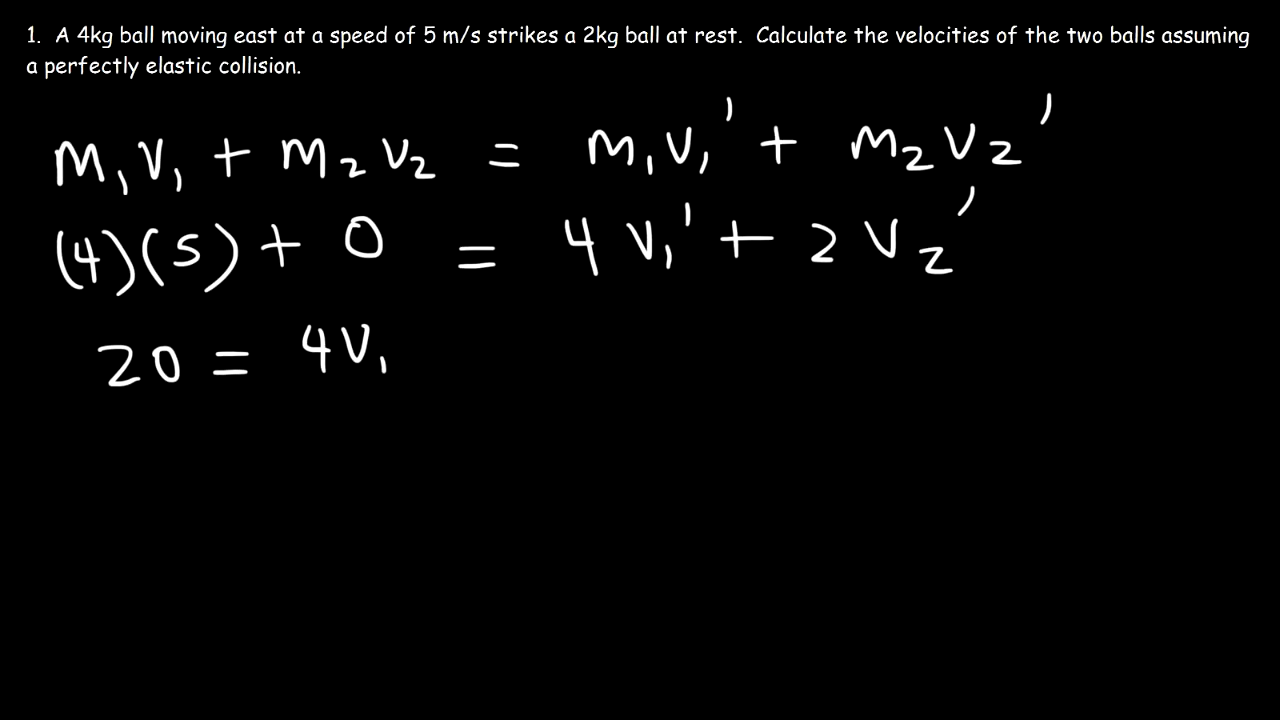 1. A 4kg ball moving east at a speed of 5 m/s strikes a 2kg ball at rest. Calculate the velocities of the two balls assuming
a perfectly elastic collision.
m₁v₁ + m₂v₂ = m₁v₁' + m₂v₂'
(4)(5) + 0 = 4v₁' + 2v₂'
20 = 4v₁